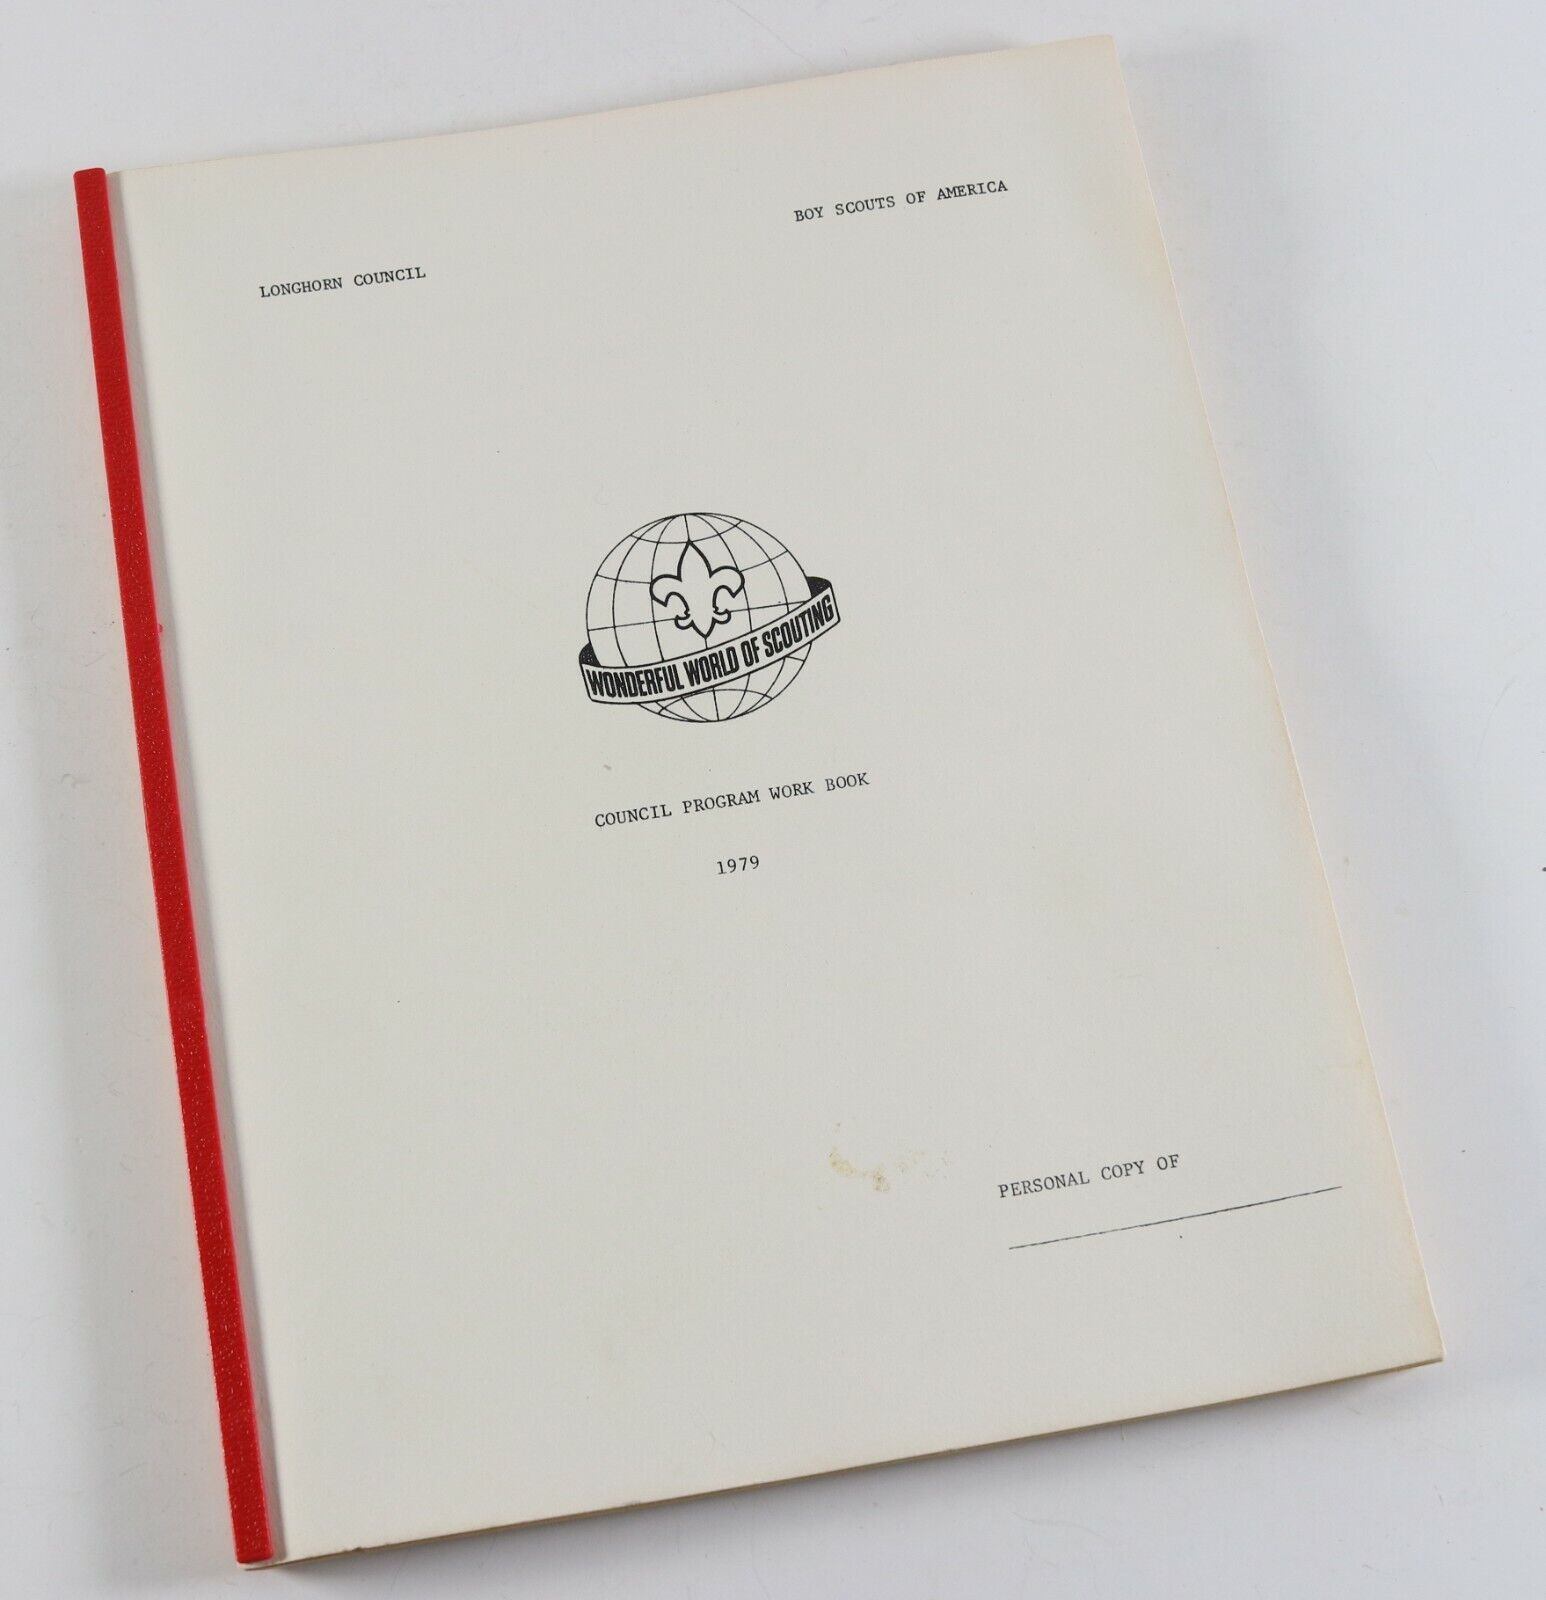 BOY SCOUTS OF AMERICA
LONGHORN COUNCIL
WONDERFUL WORLD OF SCOUTING
COUNCIL PROGRAM WORK BOOK
1979
PERSONAL COPY OF